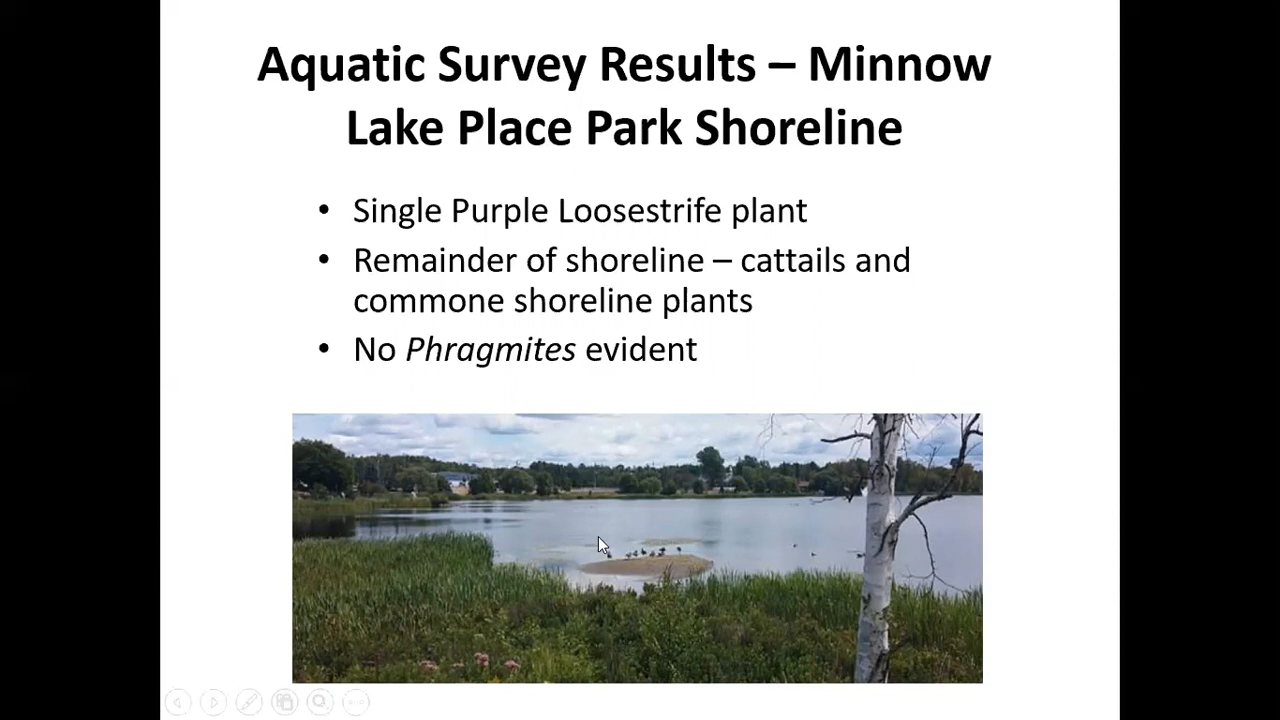 Aquatic Survey Results – Minnow
Lake Place Park Shoreline
• Single Purple Loosestrife plant
• Remainder of shoreline – cattails and
commone shoreline plants
• No Phragmites evident